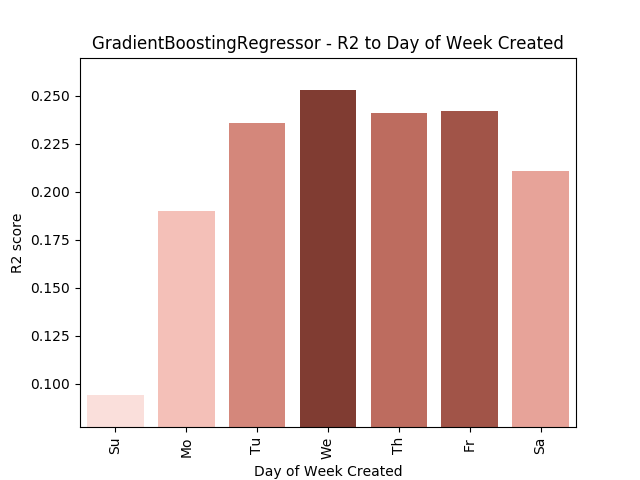 GradientBoostingRegressor - R2 to Day of Week Created
0.250
0.225
0.200
0.175
0.150
0.125
0.100
R2 score
Su
Mo
Tu
We
Th
Fr
Sa
Day of Week Created